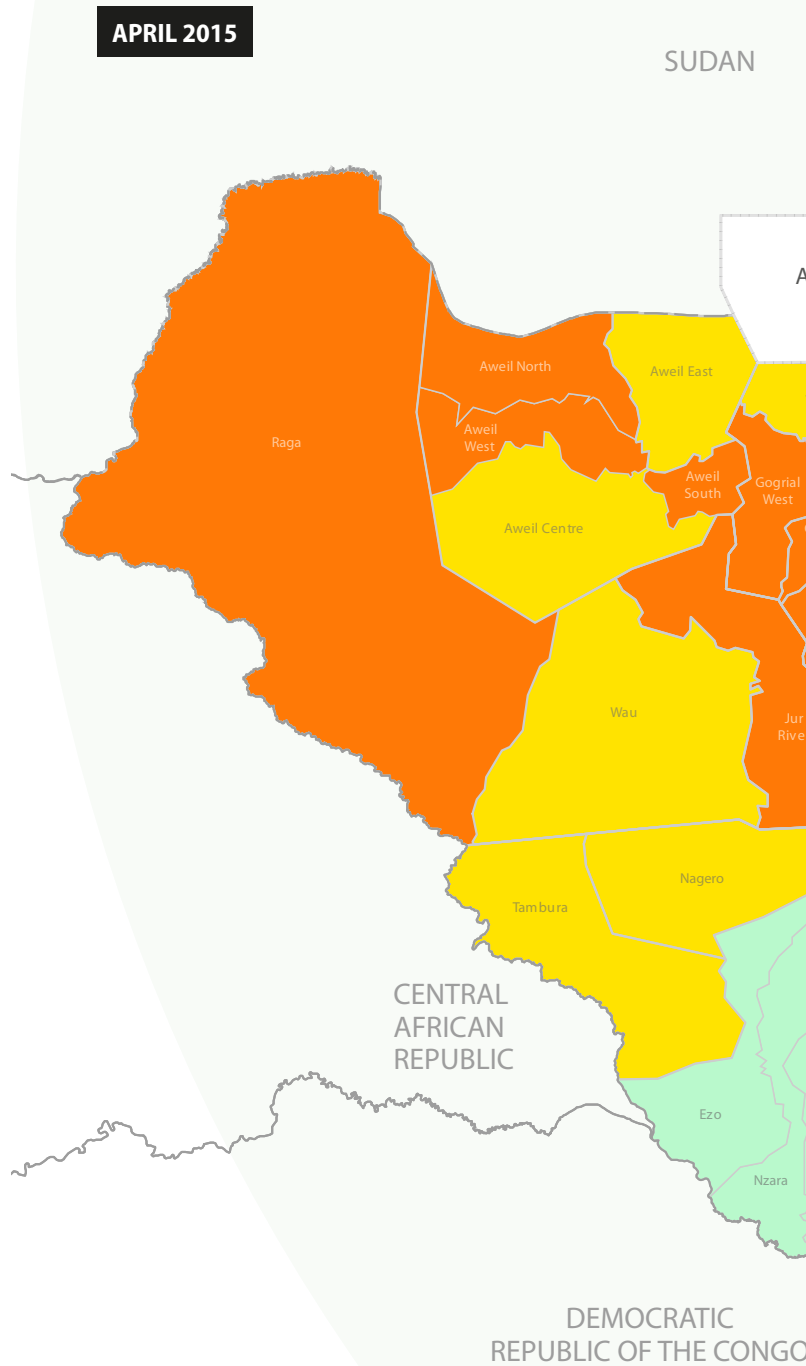 APRIL 2015
SUDAN
A
Aweil North
Aweil East
Aweil
West
Raga
Aweil
South
Gogrial
West
Aweil Centre
Wau
Jur
Rive
Nagero
Tambura
CENTRAL
AFRICAN
REPUBLIC
Ezo
Nzara
DEMOCRATIC
REPUBLIC OF THE CONGO